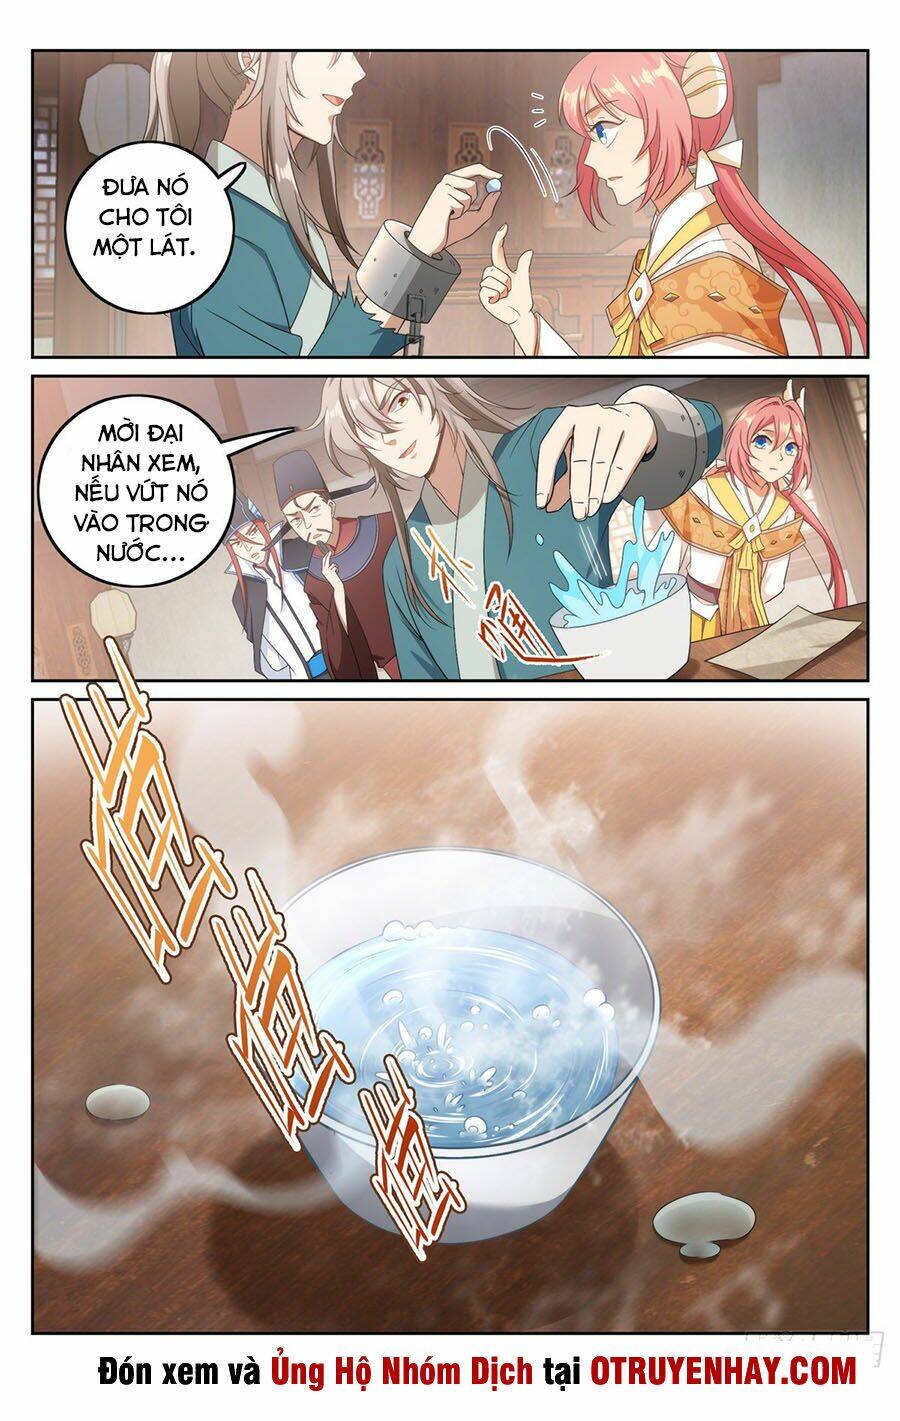 ĐƯA NÓ
CHO TÔI
MỘT LÁT.
MỜI ĐẠI
NHÂN XEM,
NẾU VỨT NÓ
VÀO TRONG
NƯỚC...
Đón xem và Ủng Hộ Nhóm Dịch tại OTRUYENHAY.COM